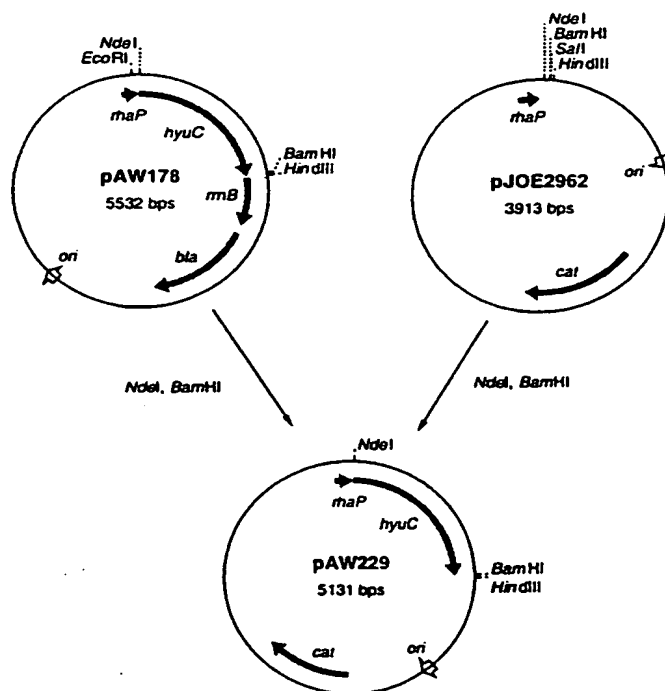 NdeI
EcoRI
rhaP
hyuC
BamHI
HindIII
pAW178
5532 bps
rrnB
bla
ori
NdeI
BamHI
SalI
HindIII
rhaP
ori
pJOE2962
3913 bps
cat
NdeI, BamHI
NdeI, BamHI
NdeI
rhaP
hyuC
pAW229
5131 bps
BamHI
HindIII
cat
ori